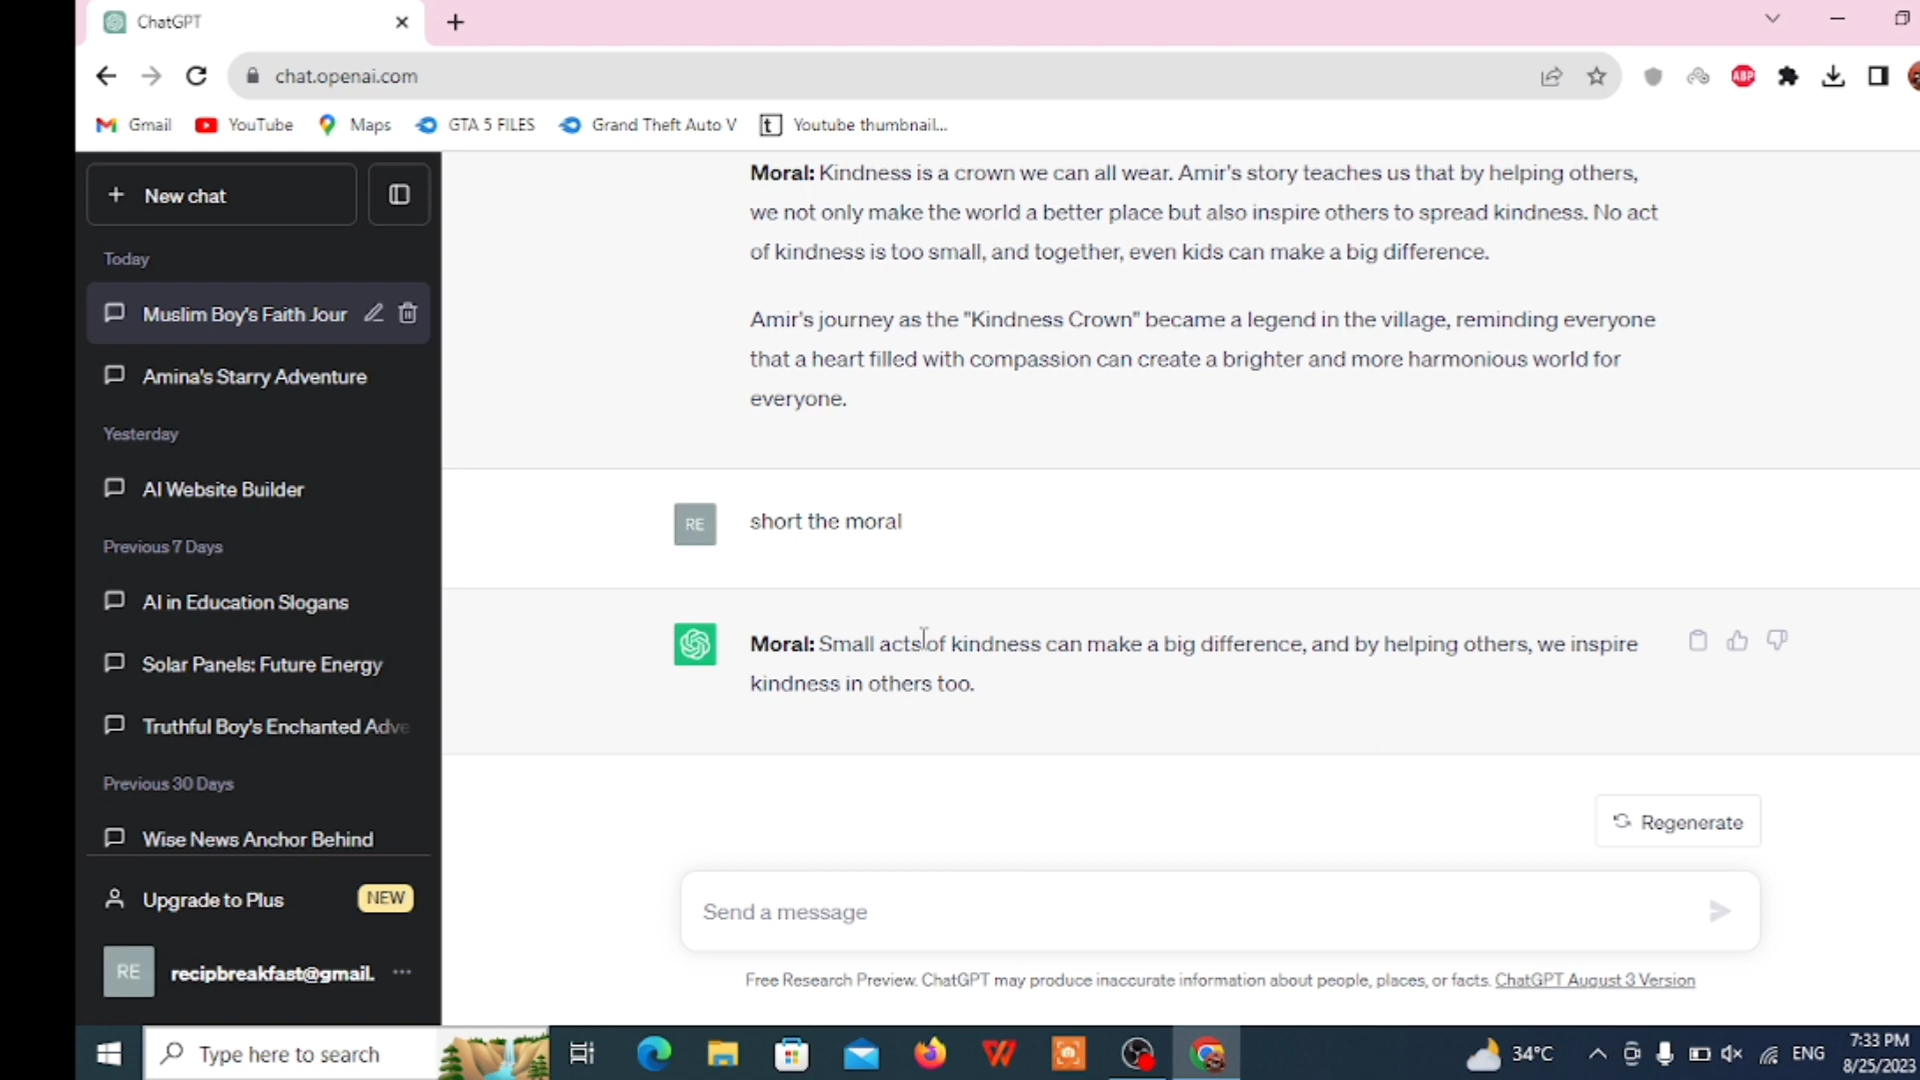 ChatGPT
chat.openai.com
ABP
Gmail YouTube Maps GTA 5 FILES Grand Theft Auto V Youtube thumbnail...
New chat
Today
Muslim Boy's Faith Jour
Amina's Starry Adventure
Yesterday
AI Website Builder
Previous 7 Days
AI in Education Slogans
Solar Panels: Future Energy
Truthful Boy's Enchanted Adve
Previous 30 Days
Wise News Anchor Behind
Upgrade to Plus NEW
RE recipbreakfast@gmail.
Moral: Kindness is a crown we can all wear. Amir's story teaches us that by helping others,
we not only make the world a better place but also inspire others to spread kindness. No act
of kindness is too small, and together, even kids can make a big difference.
Amir's journey as the "Kindness Crown" became a legend in the village, reminding everyone
that a heart filled with compassion can create a brighter and more harmonious world for
everyone.
RE short the moral
Moral: Small acts of kindness can make a big difference, and by helping others, we inspire
kindness in others too.
Regenerate
Send a message
Free Research Preview. ChatGPT may produce inaccurate information about people, places, or facts. ChatGPT August 3 Version
Type here to search
34°C
ENG
7:33 PM
8/25/2023